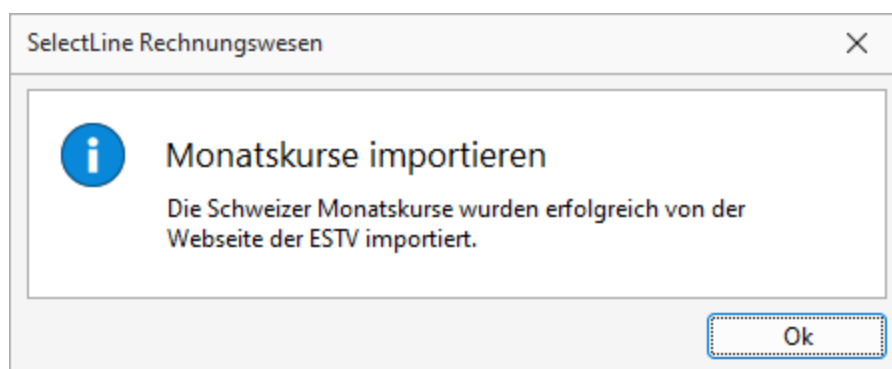 SelectLine Rechnungswesen
Monatskurse importieren
Die Schweizer Monatskurse wurden erfolgreich von der
Webseite der ESTV importiert.
Ok